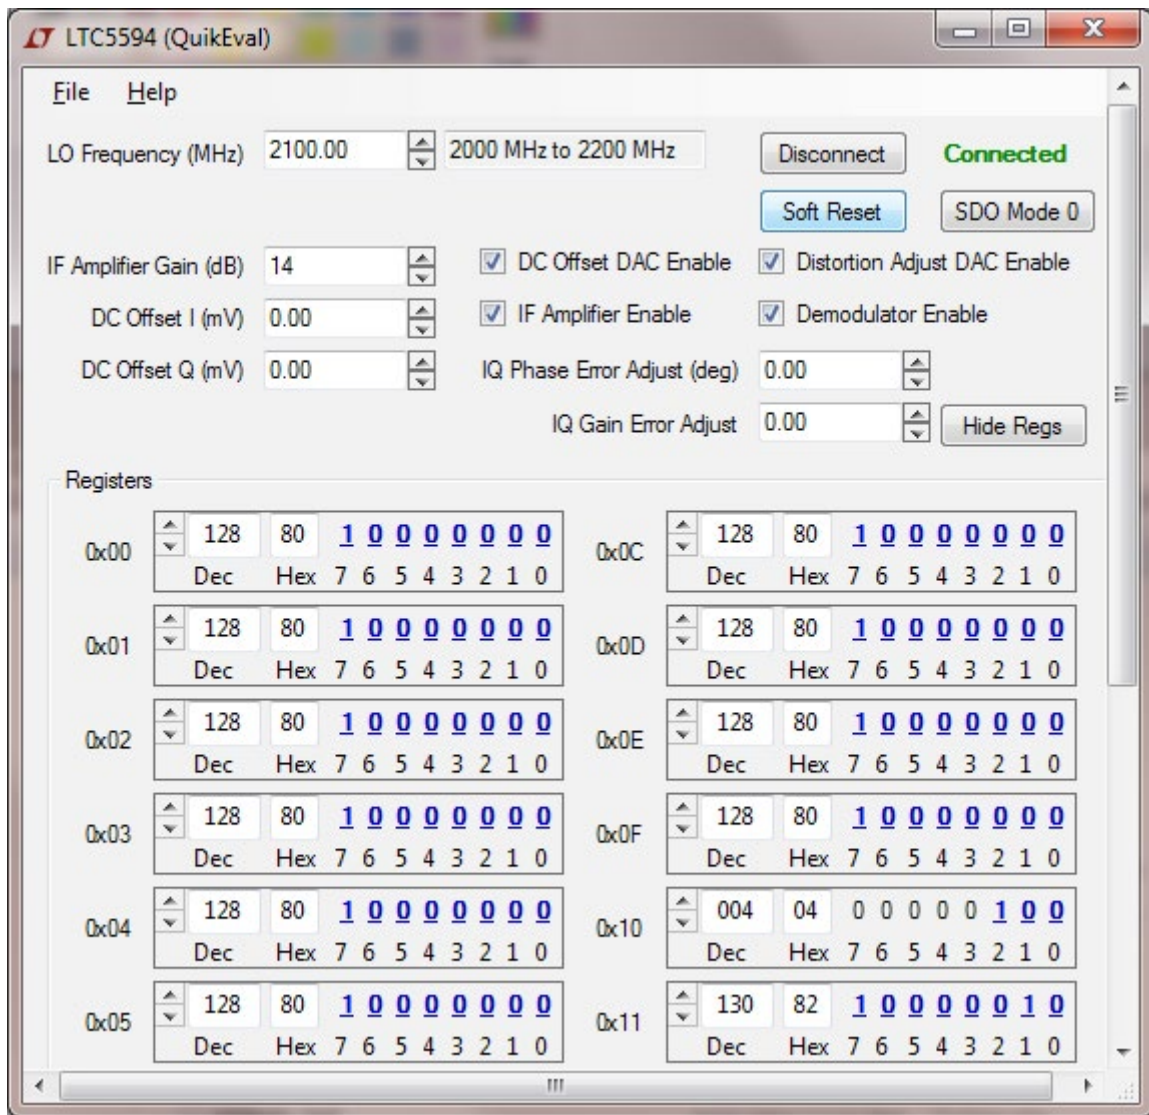 LTC5594 (QuikEval)
File Help
LO Frequency (MHz) 2100.00 2000 MHz to 2200 MHz Disconnect Connected
Soft Reset SDO Mode 0
IF Amplifier Gain (dB) 14 DC Offset DAC Enable Distortion Adjust DAC Enable
DC Offset I (mV) 0.00 IF Amplifier Enable Demodulator Enable
DC Offset Q (mV) 0.00 IQ Phase Error Adjust (deg) 0.00
IQ Gain Error Adjust 0.00 Hide Regs
Registers
0x00 128 80 1 0 0 0 0 0 0 0 0x0C 128 80 1 0 0 0 0 0 0 0
Dec Hex 7 6 5 4 3 2 1 0 Dec Hex 7 6 5 4 3 2 1 0
0x01 128 80 1 0 0 0 0 0 0 0 0x0D 128 80 1 0 0 0 0 0 0 0
Dec Hex 7 6 5 4 3 2 1 0 Dec Hex 7 6 5 4 3 2 1 0
0x02 128 80 1 0 0 0 0 0 0 0 0x0E 128 80 1 0 0 0 0 0 0 0
Dec Hex 7 6 5 4 3 2 1 0 Dec Hex 7 6 5 4 3 2 1 0
0x03 128 80 1 0 0 0 0 0 0 0 0x0F 128 80 1 0 0 0 0 0 0 0
Dec Hex 7 6 5 4 3 2 1 0 Dec Hex 7 6 5 4 3 2 1 0
0x04 128 80 1 0 0 0 0 0 0 0 0x10 004 04 0 0 0 0 0 1 0 0
Dec Hex 7 6 5 4 3 2 1 0 Dec Hex 7 6 5 4 3 2 1 0
0x05 128 80 1 0 0 0 0 0 0 0 0x11 130 82 1 0 0 0 0 0 1 0
Dec Hex 7 6 5 4 3 2 1 0 Dec Hex 7 6 5 4 3 2 1 0